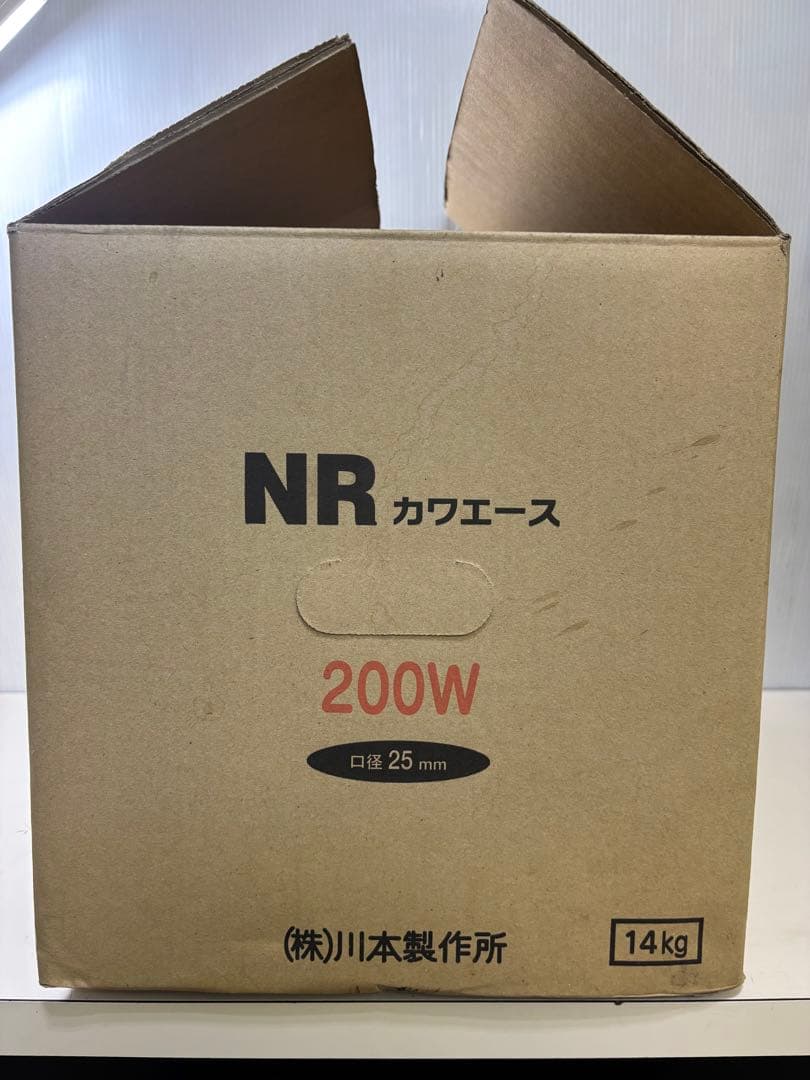 NR カワエース
200W
口径 25 mm
(株)川本製作所
14kg